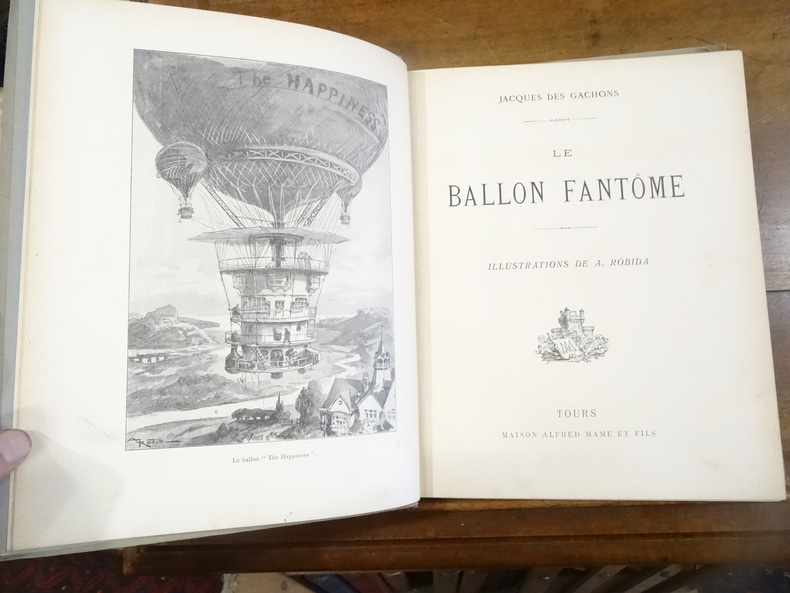 The HAPPINESS
A. Robida
Le ballon "The Happiness".
JACQUES DES GACHONS
LE
BALLON FANTÔME
ILLUSTRATIONS DE A. ROBIDA
TOURS
MAISON ALFRED MAME ET FILS